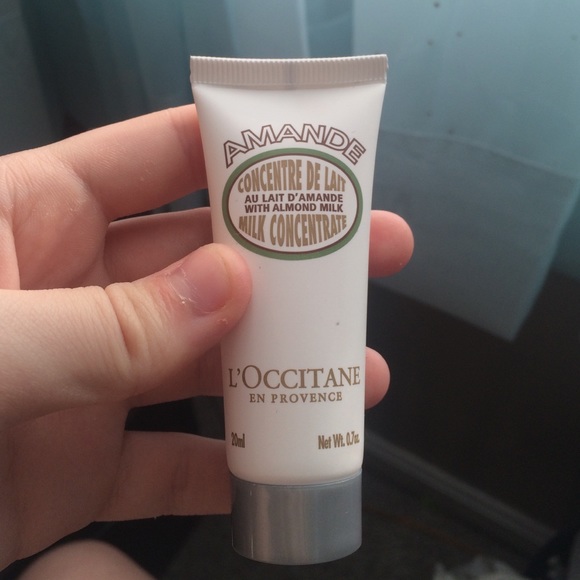 AMANDE
CONCENTRE DE LAIT
AU LAIT D'AMANDE
WITH ALMOND MILK
MILK CONCENTRATE
L'OCCITANE
EN PROVENCE
20ml Net Wt. 0.7oz.